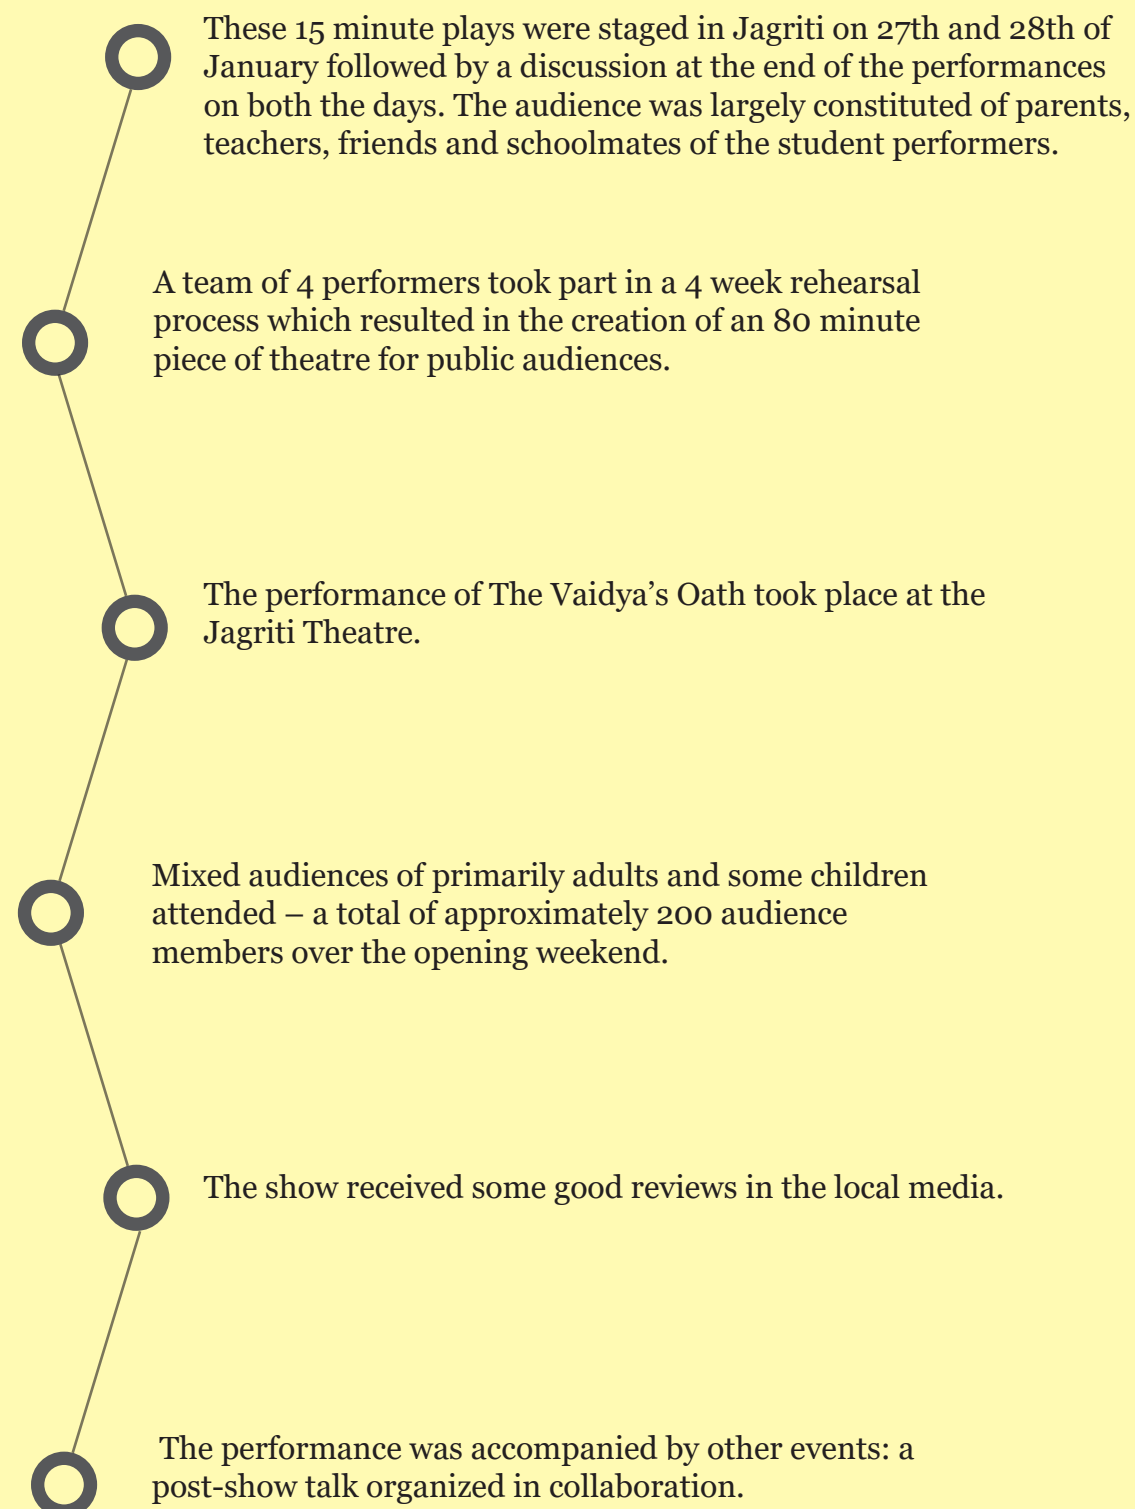 These 15 minute plays were staged in Jagriti on 27th and 28th of
January followed by a discussion at the end of the performances
on both the days. The audience was largely constituted of parents,
teachers, friends and schoolmates of the student performers.
A team of 4 performers took part in a 4 week rehearsal
process which resulted in the creation of an 80 minute
piece of theatre for public audiences.
The performance of The Vaidya’s Oath took place at the
Jagriti Theatre.
Mixed audiences of primarily adults and some children
attended – a total of approximately 200 audience
members over the opening weekend.
The show received some good reviews in the local media.
The performance was accompanied by other events: a
post-show talk organized in collaboration.